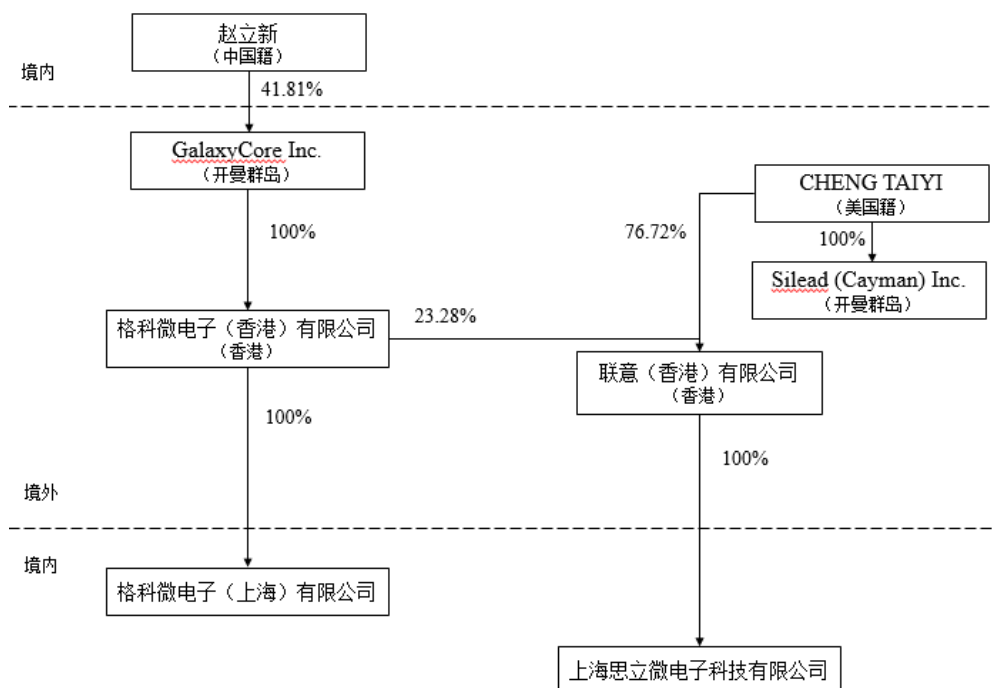 赵立新
（中国籍）
境内
41.81%
GalaxyCore Inc.
（开曼群岛）
CHENG TAIYI
（美国籍）
100%
76.72%
100%
Silead (Cayman) Inc.
（开曼群岛）
格科微电子（香港）有限公司
（香港）
23.28%
联意（香港）有限公司
（香港）
100%
100%
境外
境内
格科微电子（上海）有限公司
上海思立微电子科技有限公司